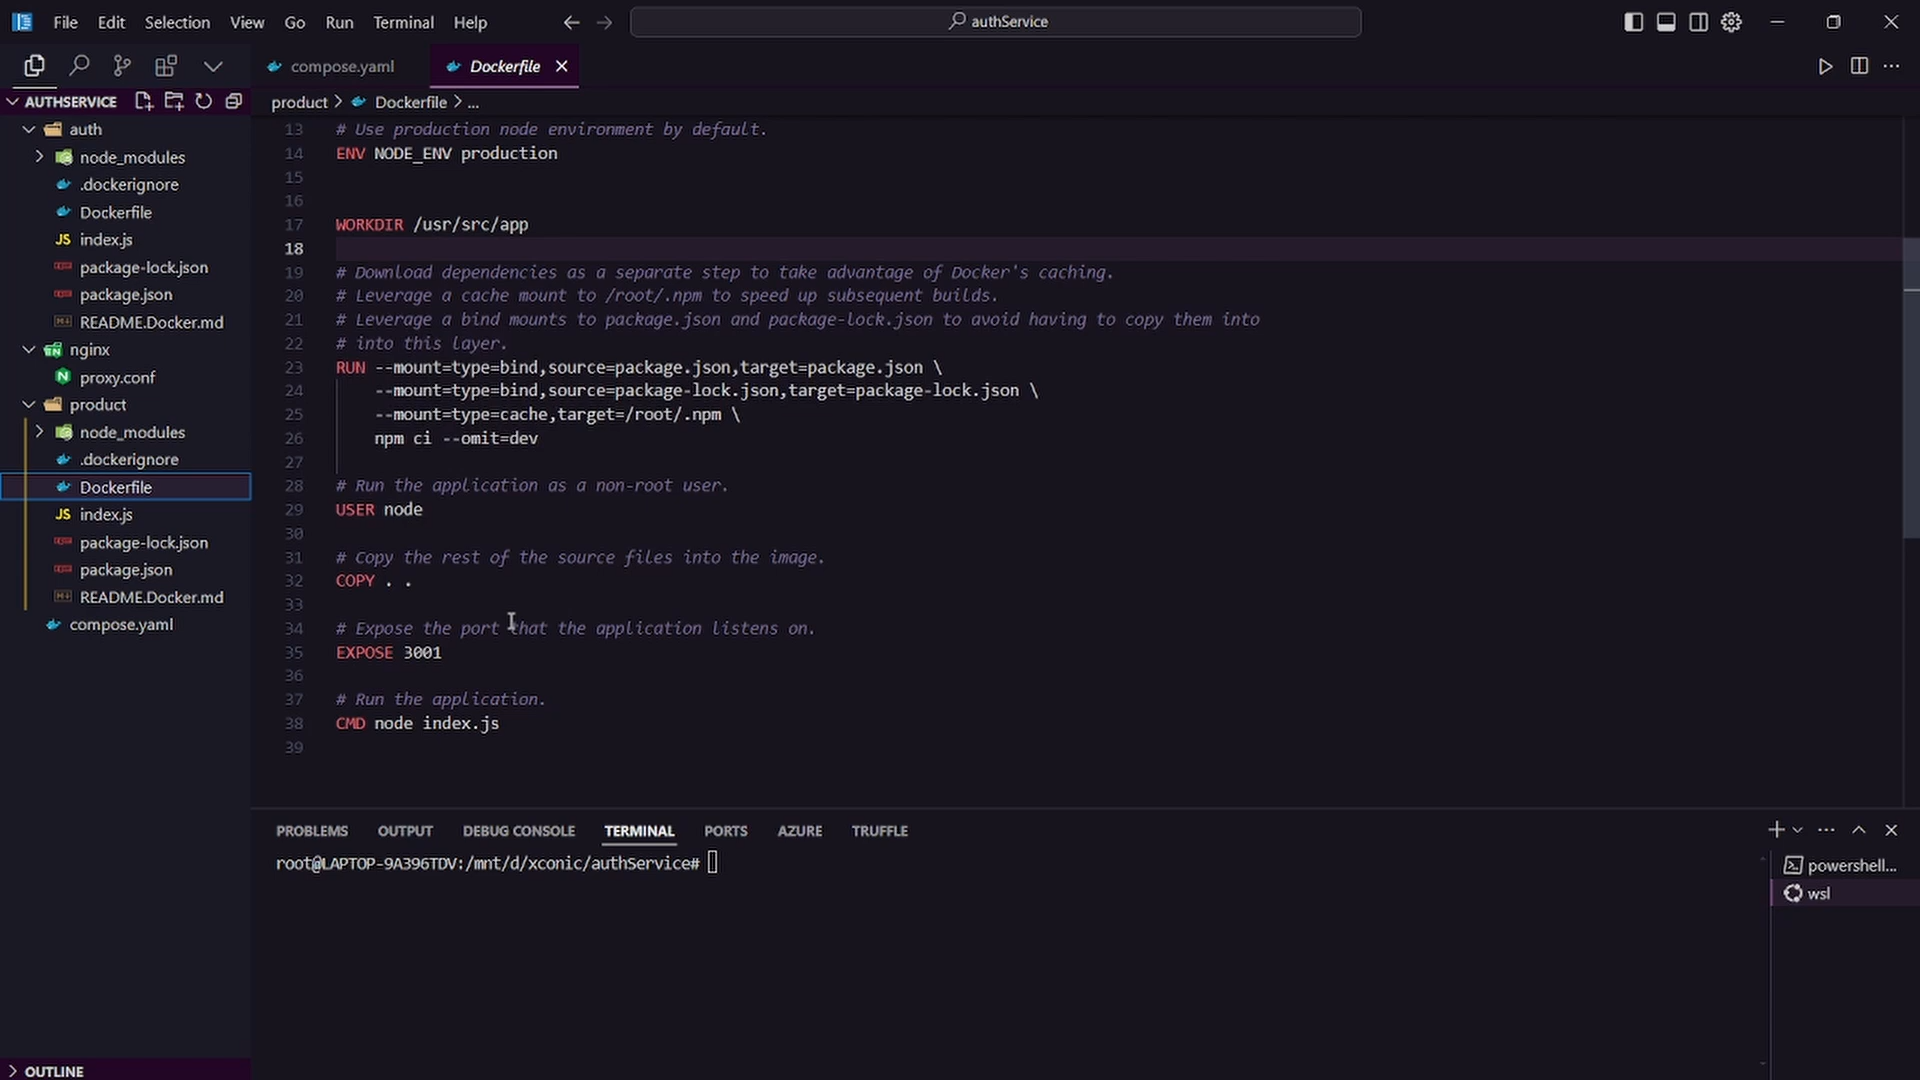 File Edit Selection View Go Run Terminal Help
authService
compose.yaml
Dockerfile
AUTHSERVICE
product > Dockerfile > ...
auth
node_modules
.dockerignore
Dockerfile
index.js
package-lock.json
package.json
README.Docker.md
nginx
proxy.conf
product
node_modules
.dockerignore
Dockerfile
index.js
package-lock.json
package.json
README.Docker.md
compose.yaml
OUTLINE
13 # Use production node environment by default.
14 ENV NODE_ENV production
15
16
17 WORKDIR /usr/src/app
18
19 # Download dependencies as a separate step to take advantage of Docker's caching.
20 # Leverage a cache mount to /root/.npm to speed up subsequent builds.
21 # Leverage a bind mounts to package.json and package-lock.json to avoid having to copy them into
22 # into this layer.
23 RUN --mount=type=bind,source=package.json,target=package.json \
24 --mount=type=bind,source=package-lock.json,target=package-lock.json \
25 --mount=type=cache,target=/root/.npm \
26 npm ci --omit=dev
27
28 # Run the application as a non-root user.
29 USER node
30
31 # Copy the rest of the source files into the image.
32 COPY . .
33
34 # Expose the port that the application listens on.
35 EXPOSE 3001
36
37 # Run the application.
38 CMD node index.js
39
PROBLEMS OUTPUT DEBUG CONSOLE TERMINAL PORTS AZURE TRUFFLE
root@LAPTOP-9A396TDV:/mnt/d/xconic/authService#
powershell...
wsl